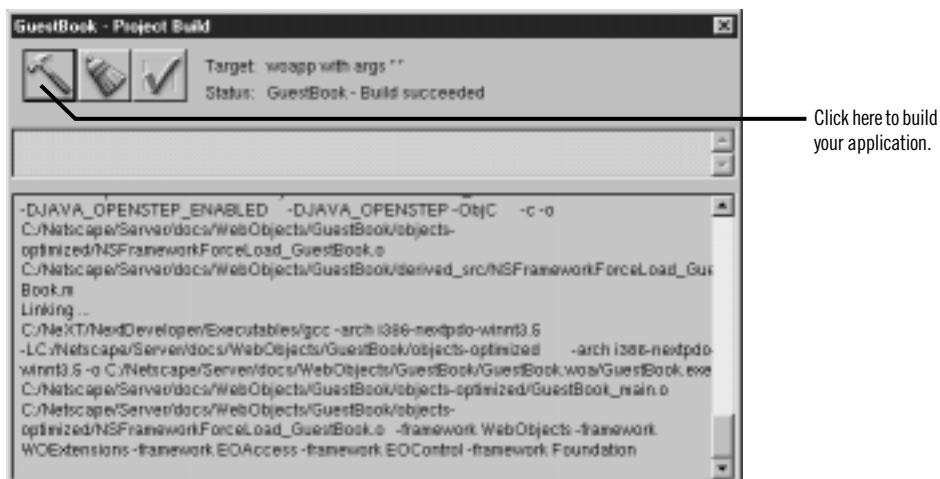 GuestBook - Project Build
Target: woapp with args " "
Status: GuestBook - Build succeeded
Click here to build
your application.
-DJAVA_OPENSTEP_ENABLED -DJAVA_OPENSTEP -ObjC -c -o
C:/Netscape/Server/docs/WebObjects/GuestBook/objects-
optimized/NSFrameworkForceLoad_GuestBook.o
C:/Netscape/Server/docs/WebObjects/GuestBook/derived_src/NSFrameworkForceLoad_Gue
Book.m
Linking ...
C:/NeXT/NextDeveloper/Executables/gcc -arch i386-nextpdo-winnt3.5
-LC:/Netscape/Server/docs/WebObjects/GuestBook/objects-optimized -arch i386-nextpdo-
winnt3.5 -o C:/Netscape/Server/docs/WebObjects/GuestBook/GuestBook.woa/GuestBook.exe
C:/Netscape/Server/docs/WebObjects/GuestBook/objects-optimized/GuestBook_main.o
C:/Netscape/Server/docs/WebObjects/GuestBook/objects-
optimized/NSFrameworkForceLoad_GuestBook.o -framework WebObjects -framework
WOExtensions -framework EOAccess -framework EOControl -framework Foundation